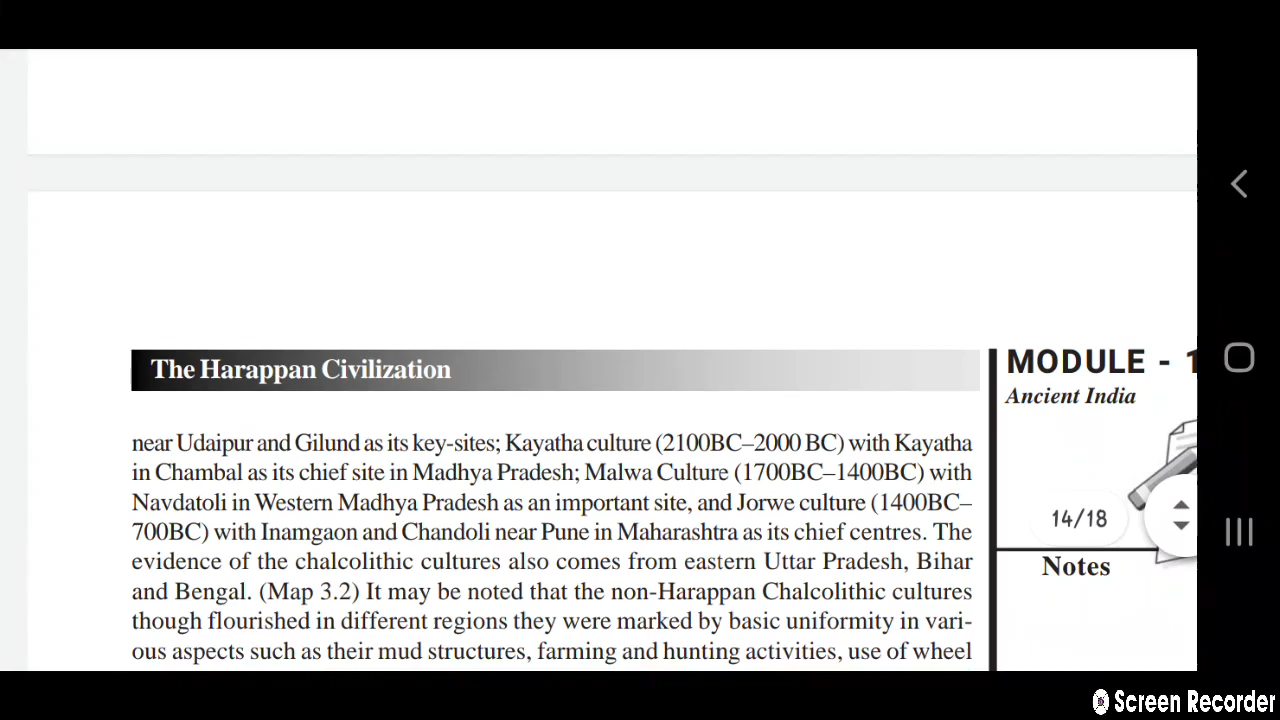 The Harappan Civilization
MODULE - 1
Ancient India
near Udaipur and Gilund as its key-sites; Kayatha culture (2100BC–2000 BC) with Kayatha
in Chambal as its chief site in Madhya Pradesh; Malwa Culture (1700BC–1400BC) with
Navdatoli in Western Madhya Pradesh as an important site, and Jorwe culture (1400BC–
700BC) with Inamgaon and Chandoli near Pune in Maharashtra as its chief centres. The
evidence of the chalcolithic cultures also comes from eastern Uttar Pradesh, Bihar
and Bengal. (Map 3.2) It may be noted that the non-Harappan Chalcolithic cultures
though flourished in different regions they were marked by basic uniformity in vari-
ous aspects such as their mud structures, farming and hunting activities, use of wheel
14/18
Notes
Screen Recorder